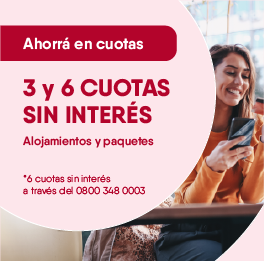 Ahorrá en cuotas
3 y 6 CUOTAS
SIN INTERÉS
Alojamientos y paquetes
*6 cuotas sin interés
a través del 0800 348 0003